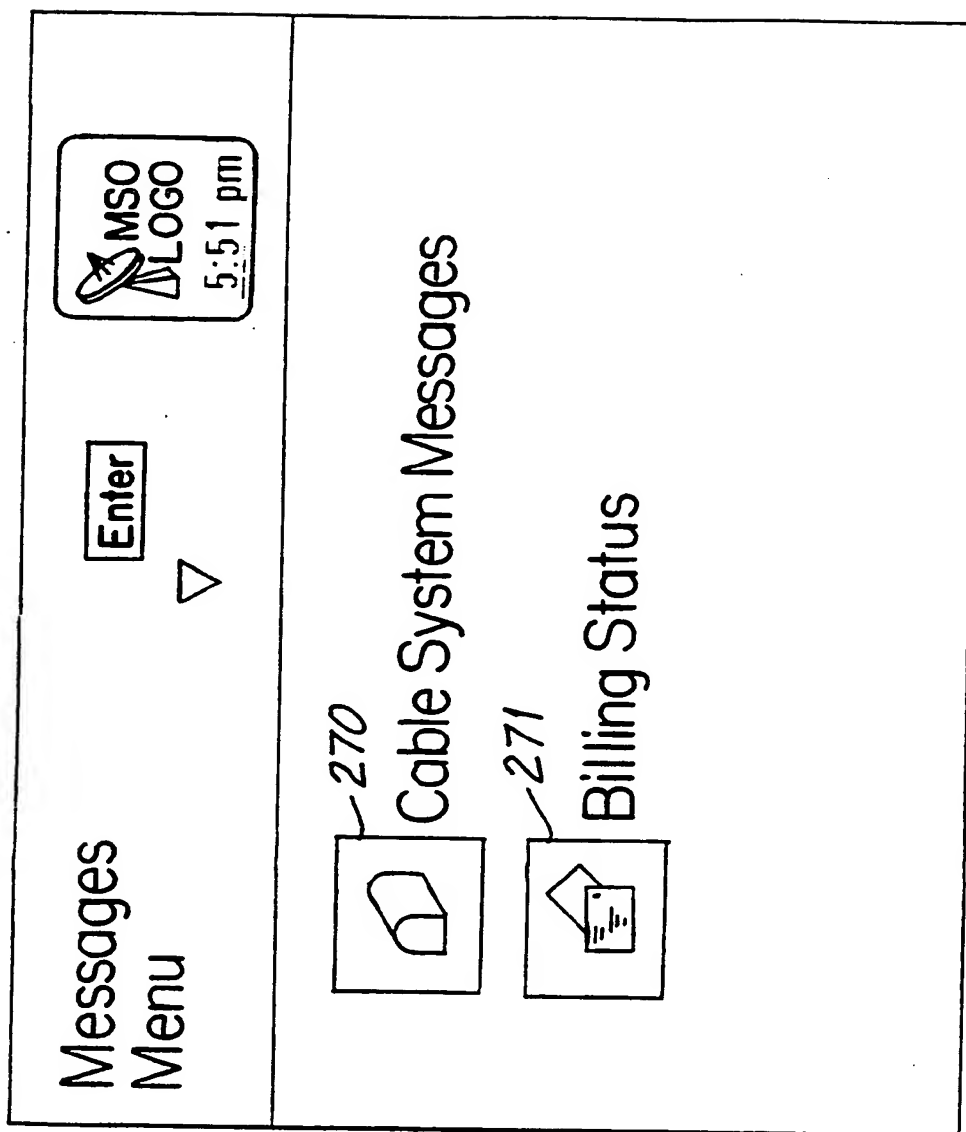 Messages
Menu
Enter
MSO
LOGO
5:51 pm
270
Cable System Messages
271
Billing Status